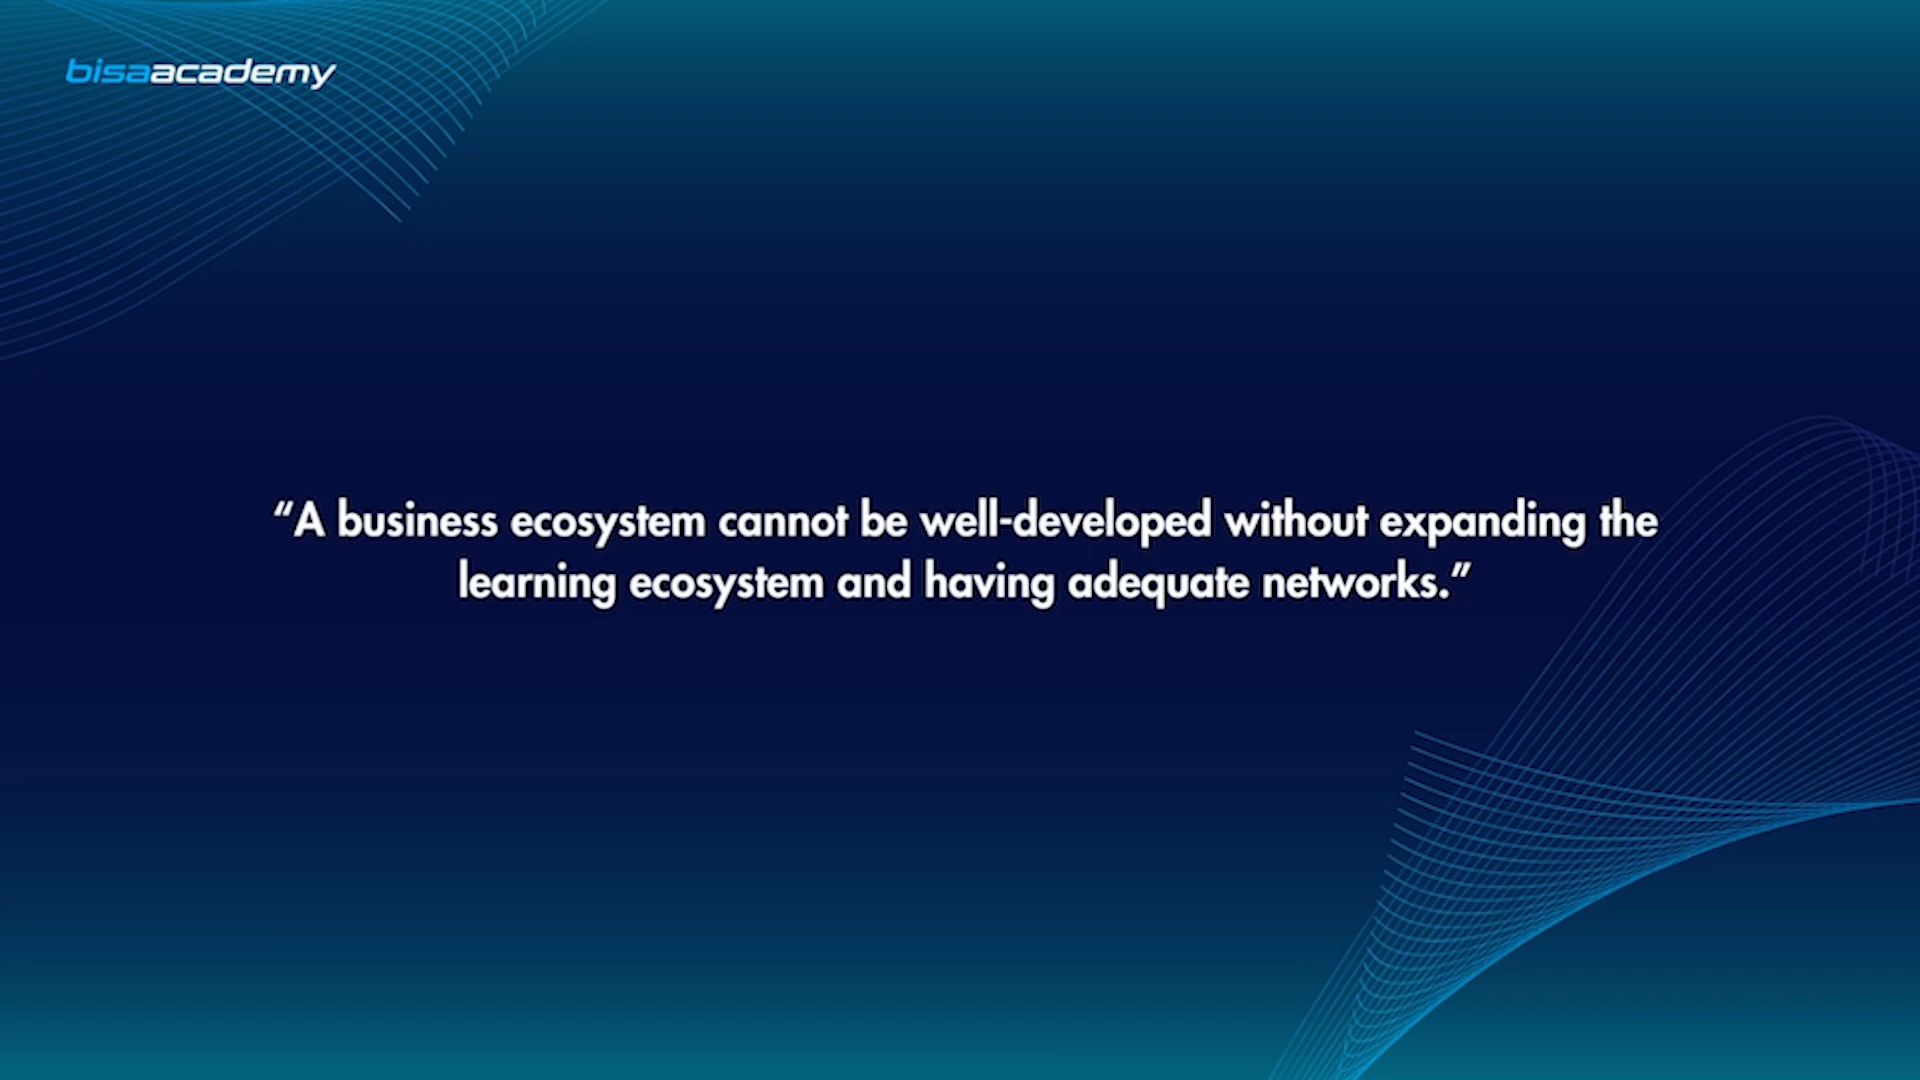 bisaacademy
“A business ecosystem cannot be well-developed without expanding the
learning ecosystem and having adequate networks.”